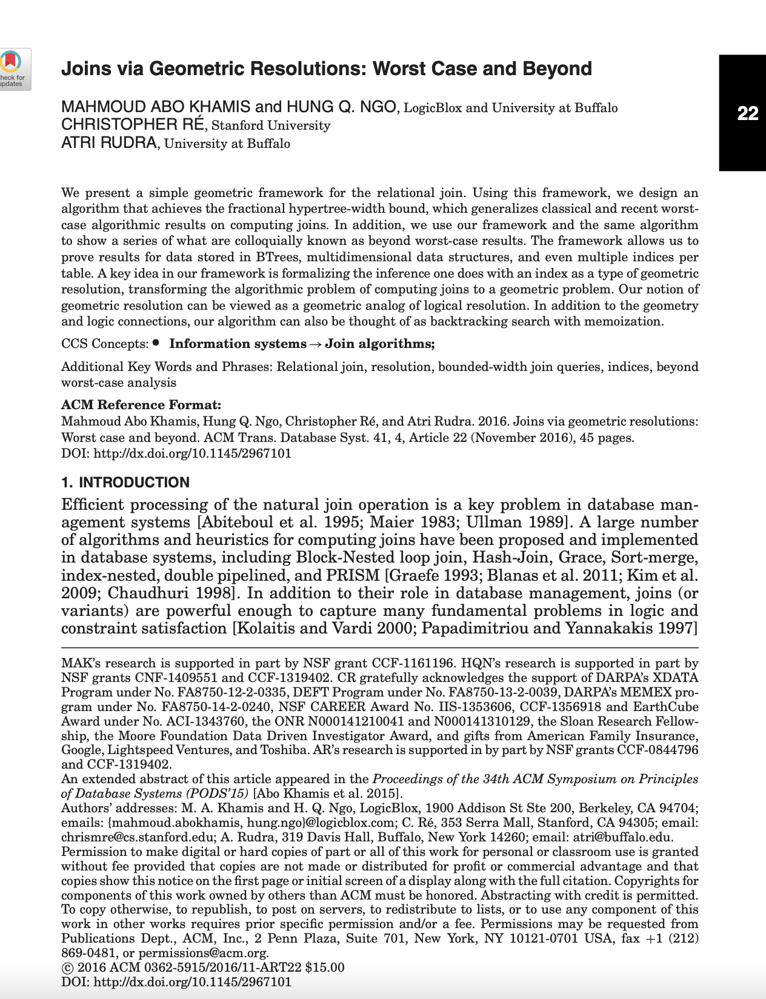 heck for
updates
Joins via Geometric Resolutions: Worst Case and Beyond
22
MAHMOUD ABO KHAMIS and HUNG Q. NGO, LogicBlox and University at Buffalo
CHRISTOPHER RÉ, Stanford University
ATRI RUDRA, University at Buffalo
We present a simple geometric framework for the relational join. Using this framework, we design an
algorithm that achieves the fractional hypertree-width bound, which generalizes classical and recent worst-
case algorithmic results on computing joins. In addition, we use our framework and the same algorithm
to show a series of what are colloquially known as beyond worst-case results. The framework allows us to
prove results for data stored in BTrees, multidimensional data structures, and even multiple indices per
table. A key idea in our framework is formalizing the inference one does with an index as a type of geometric
resolution, transforming the algorithmic problem of computing joins to a geometric problem. Our notion of
geometric resolution can be viewed as a geometric analog of logical resolution. In addition to the geometry
and logic connections, our algorithm can also be thought of as backtracking search with memoization.
CCS Concepts: • Information systems → Join algorithms;
Additional Key Words and Phrases: Relational join, resolution, bounded-width join queries, indices, beyond
worst-case analysis
ACM Reference Format:
Mahmoud Abo Khamis, Hung Q. Ngo, Christopher Ré, and Atri Rudra. 2016. Joins via geometric resolutions:
Worst case and beyond. ACM Trans. Database Syst. 41, 4, Article 22 (November 2016), 45 pages.
DOI: http://dx.doi.org/10.1145/2967101
1. INTRODUCTION
Efficient processing of the natural join operation is a key problem in database man-
agement systems [Abiteboul et al. 1995; Maier 1983; Ullman 1989]. A large number
of algorithms and heuristics for computing joins have been proposed and implemented
in database systems, including Block-Nested loop join, Hash-Join, Grace, Sort-merge,
index-nested, double pipelined, and PRISM [Graefe 1993; Blanas et al. 2011; Kim et al.
2009; Chaudhuri 1998]. In addition to their role in database management, joins (or
variants) are powerful enough to capture many fundamental problems in logic and
constraint satisfaction [Kolaitis and Vardi 2000; Papadimitriou and Yannakakis 1997]
MAK's research is supported in part by NSF grant CCF-1161196. HQN's research is supported in part by
NSF grants CNF-1409551 and CCF-1319402. CR gratefully acknowledges the support of DARPA's XDATA
Program under No. FA8750-12-2-0335, DEFT Program under No. FA8750-13-2-0039, DARPA's MEMEX pro-
gram under No. FA8750-14-2-0240, NSF CAREER Award No. IIS-1353606, CCF-1356918 and EarthCube
Award under No. ACI-1343760, the ONR N000141210041 and N000141310129, the Sloan Research Fellow-
ship, the Moore Foundation Data Driven Investigator Award, and gifts from American Family Insurance,
Google, Lightspeed Ventures, and Toshiba. AR's research is supported in by part by NSF grants CCF-0844796
and CCF-1319402.
An extended abstract of this article appeared in the Proceedings of the 34th ACM Symposium on Principles
of Database Systems (PODS'15) [Abo Khamis et al. 2015].
Authors' addresses: M. A. Khamis and H. Q. Ngo, LogicBlox, 1900 Addison St Ste 200, Berkeley, CA 94704;
emails: {mahmoud.abokhamis, hung.ngo}@logicblox.com; C. Ré, 353 Serra Mall, Stanford, CA 94305; email:
chrismre@cs.stanford.edu; A. Rudra, 319 Davis Hall, Buffalo, New York 14260; email: atri@buffalo.edu.
Permission to make digital or hard copies of part or all of this work for personal or classroom use is granted
without fee provided that copies are not made or distributed for profit or commercial advantage and that
copies show this notice on the first page or initial screen of a display along with the full citation. Copyrights for
components of this work owned by others than ACM must be honored. Abstracting with credit is permitted.
To copy otherwise, to republish, to post on servers, to redistribute to lists, or to use any component of this
work in other works requires prior specific permission and/or a fee. Permissions may be requested from
Publications Dept., ACM, Inc., 2 Penn Plaza, Suite 701, New York, NY 10121-0701 USA, fax +1 (212)
869-0481, or permissions@acm.org.
© 2016 ACM 0362-5915/2016/11-ART22 $15.00
DOI: http://dx.doi.org/10.1145/2967101